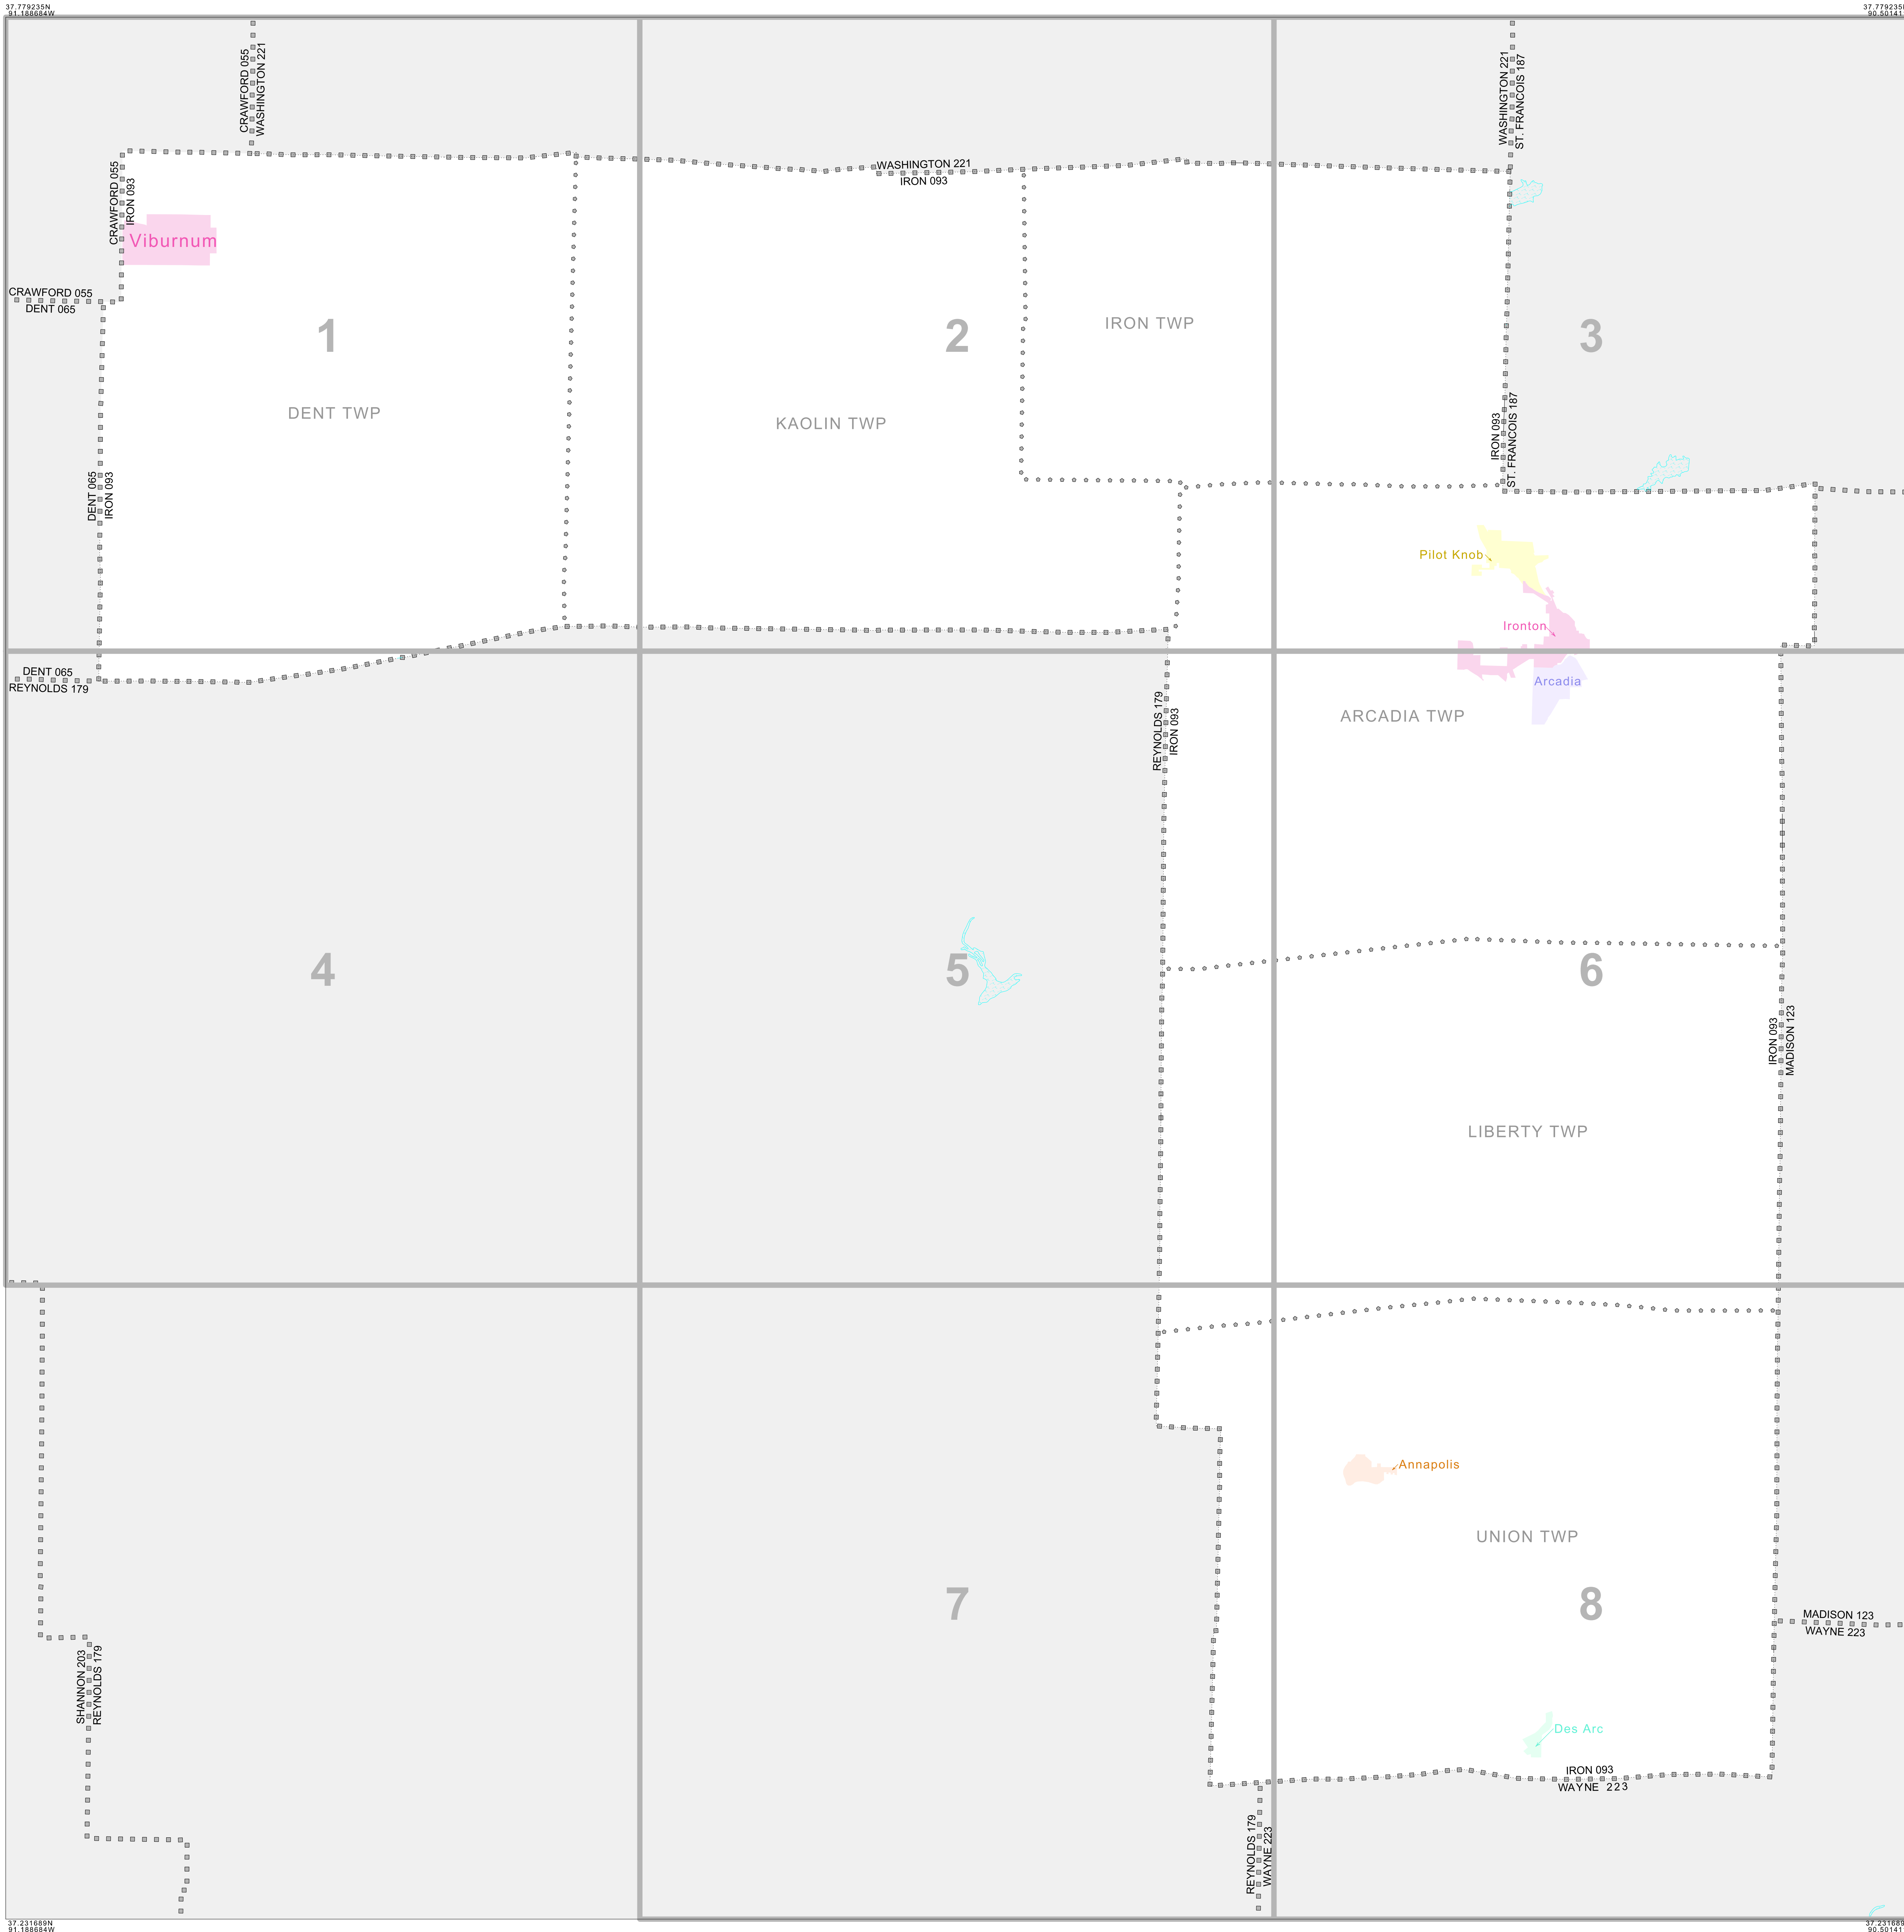 37.779235N
91.188684W
37.779235
90.50141
CRAWFORD 055
WASHINGTON 221
WASHINGTON 221
ST. FRANCOIS 187
WASHINGTON 221
IRON 093
CRAWFORD 055
IRON 093
Viburnum
CRAWFORD 055
DENT 065
1
2
3
IRON TWP
DENT TWP
KAOLIN TWP
IRON 093
ST. FRANCOIS 187
DENT 065
IRON 093
Pilot Knob
Ironton
DENT 065
REYNOLDS 179
Arcadia
REYNOLDS 179
IRON 093
ARCADIA TWP
4
5
6
IRON 093
MADISON 123
LIBERTY TWP
Annapolis
UNION TWP
7
8
MADISON 123
WAYNE 223
SHANNON 203
REYNOLDS 179
Des Arc
IRON 093
WAYNE 223
REYNOLDS 179
WAYNE 223
37.231689N
91.188684W
37.231689
90.50141